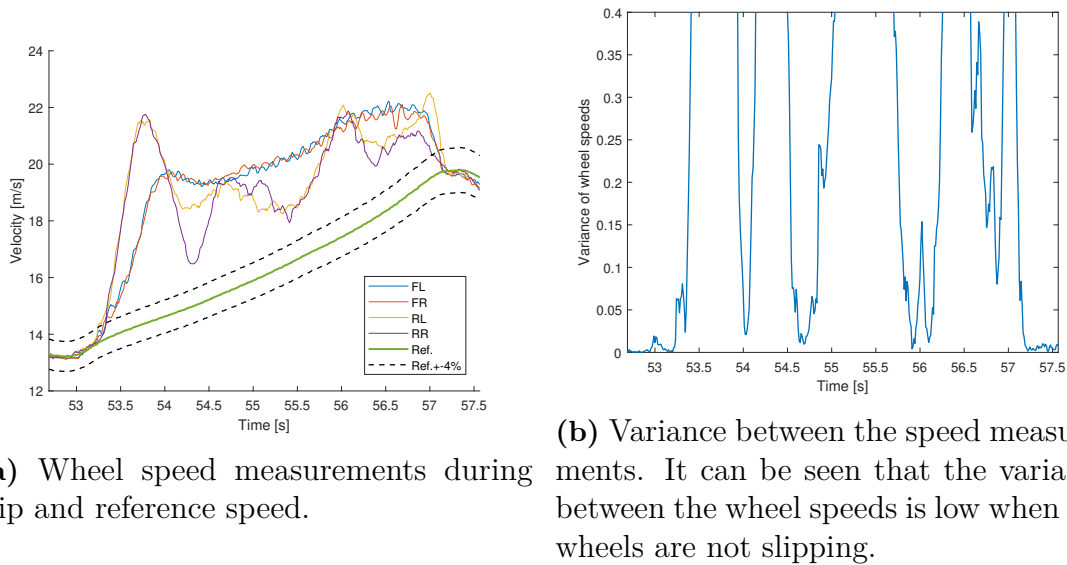 24
22
20
18
16
14
12
Velocity [m/s]
FL
FR
RL
RR
Ref.
Ref.+-4%
53 53.5 54 54.5 55 55.5 56 56.5 57 57.5
Time [s]
a) Wheel speed measurements during
ip and reference speed.
0.4
0.35
0.3
0.25
0.2
0.15
0.1
0.05
0
Variance of wheel speeds
53 53.5 54 54.5 55 55.5 56 56.5 57 57.5
Time [s]
(b) Variance between the speed measu
ments. It can be seen that the varia
between the wheel speeds is low when
wheels are not slipping.